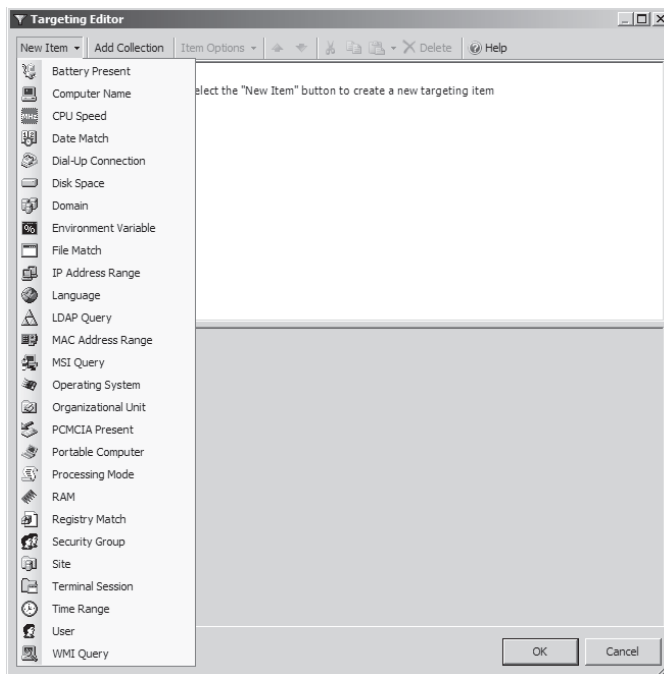 Targeting Editor
New Item Add Collection Item Options Delete Help
Battery Present
elect the "New Item" button to create a new targeting item
Computer Name
CPU Speed
Date Match
Dial-Up Connection
Disk Space
Domain
Environment Variable
File Match
IP Address Range
Language
LDAP Query
MAC Address Range
MSI Query
Operating System
Organizational Unit
PCMCIA Present
Portable Computer
Processing Mode
RAM
Registry Match
Security Group
Site
Terminal Session
Time Range
User
WMI Query
OK Cancel